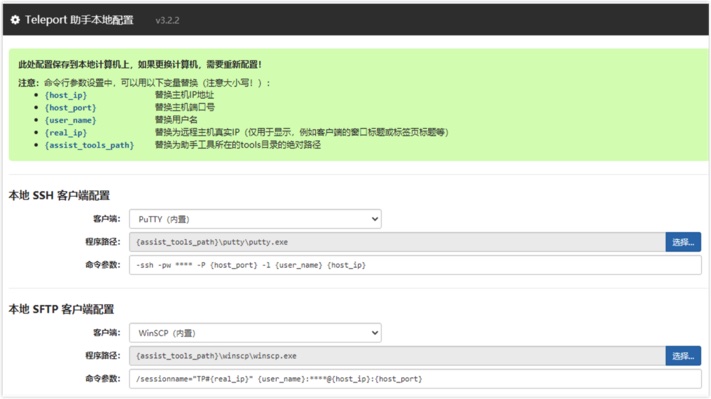 Teleport 助手本地配置 v3.2.2
此处配置保存到本地计算机上，如果更换计算机，需要重新配置！
注意：命令行参数设置中，可以用以下变量替换（注意大小写！）：
{host_ip} 替换主机IP地址
{host_port} 替换主机端口号
{user_name} 替换用户名
{real_ip} 替换为远程主机真实IP（仅用于显示，例如客户端的窗口标题或标签页标题等）
{assist_tools_path} 替换为助手工具所在的tools目录的绝对路径
本地 SSH 客户端配置
客户端： PuTTY（内置）
程序路径： {assist_tools_path}\putty\putty.exe 选择...
命令参数： -ssh -pw **** -P {host_port} -l {user_name} {host_ip}
本地 SFTP 客户端配置
客户端： WinSCP（内置）
程序路径： {assist_tools_path}\winscp\winscp.exe 选择...
命令参数： /sessionname="TP#{real_ip}" {user_name}:****@{host_ip}:{host_port}